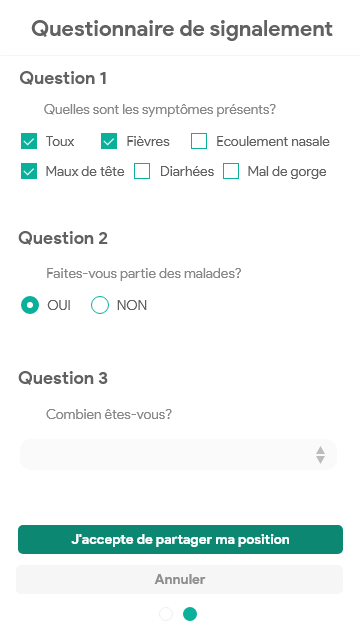 Questionnaire de signalement
Question 1
Quelles sont les symptômes présents?
Toux Fièvres Ecoulement nasale
Maux de tête Diarhées Mal de gorge
Question 2
Faites-vous partie des malades?
OUI NON
Question 3
Combien êtes-vous?
J'accepte de partager ma position
Annuler